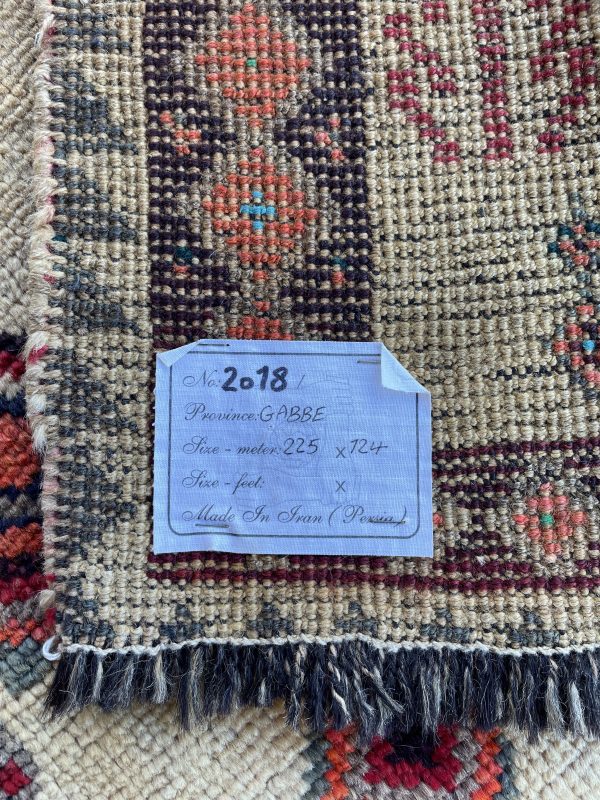 No: 2018 /
Province: GABBE
Size - meter: 225 x 124
Size - feet: x
Made In Iran ( Persia )